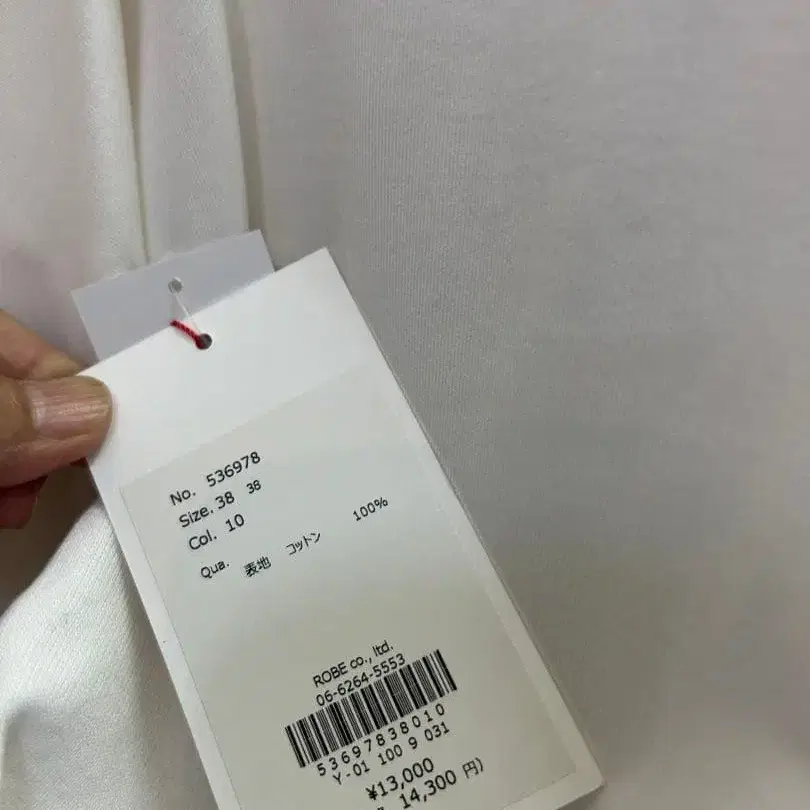 No. 536978
Size. 38 38
Col. 10
Qua. 表地 コットン 100%
ROBE co., ltd.
06-6264-5553
53697838010
Y-01 100 9 031
¥13,000
14,300 円)